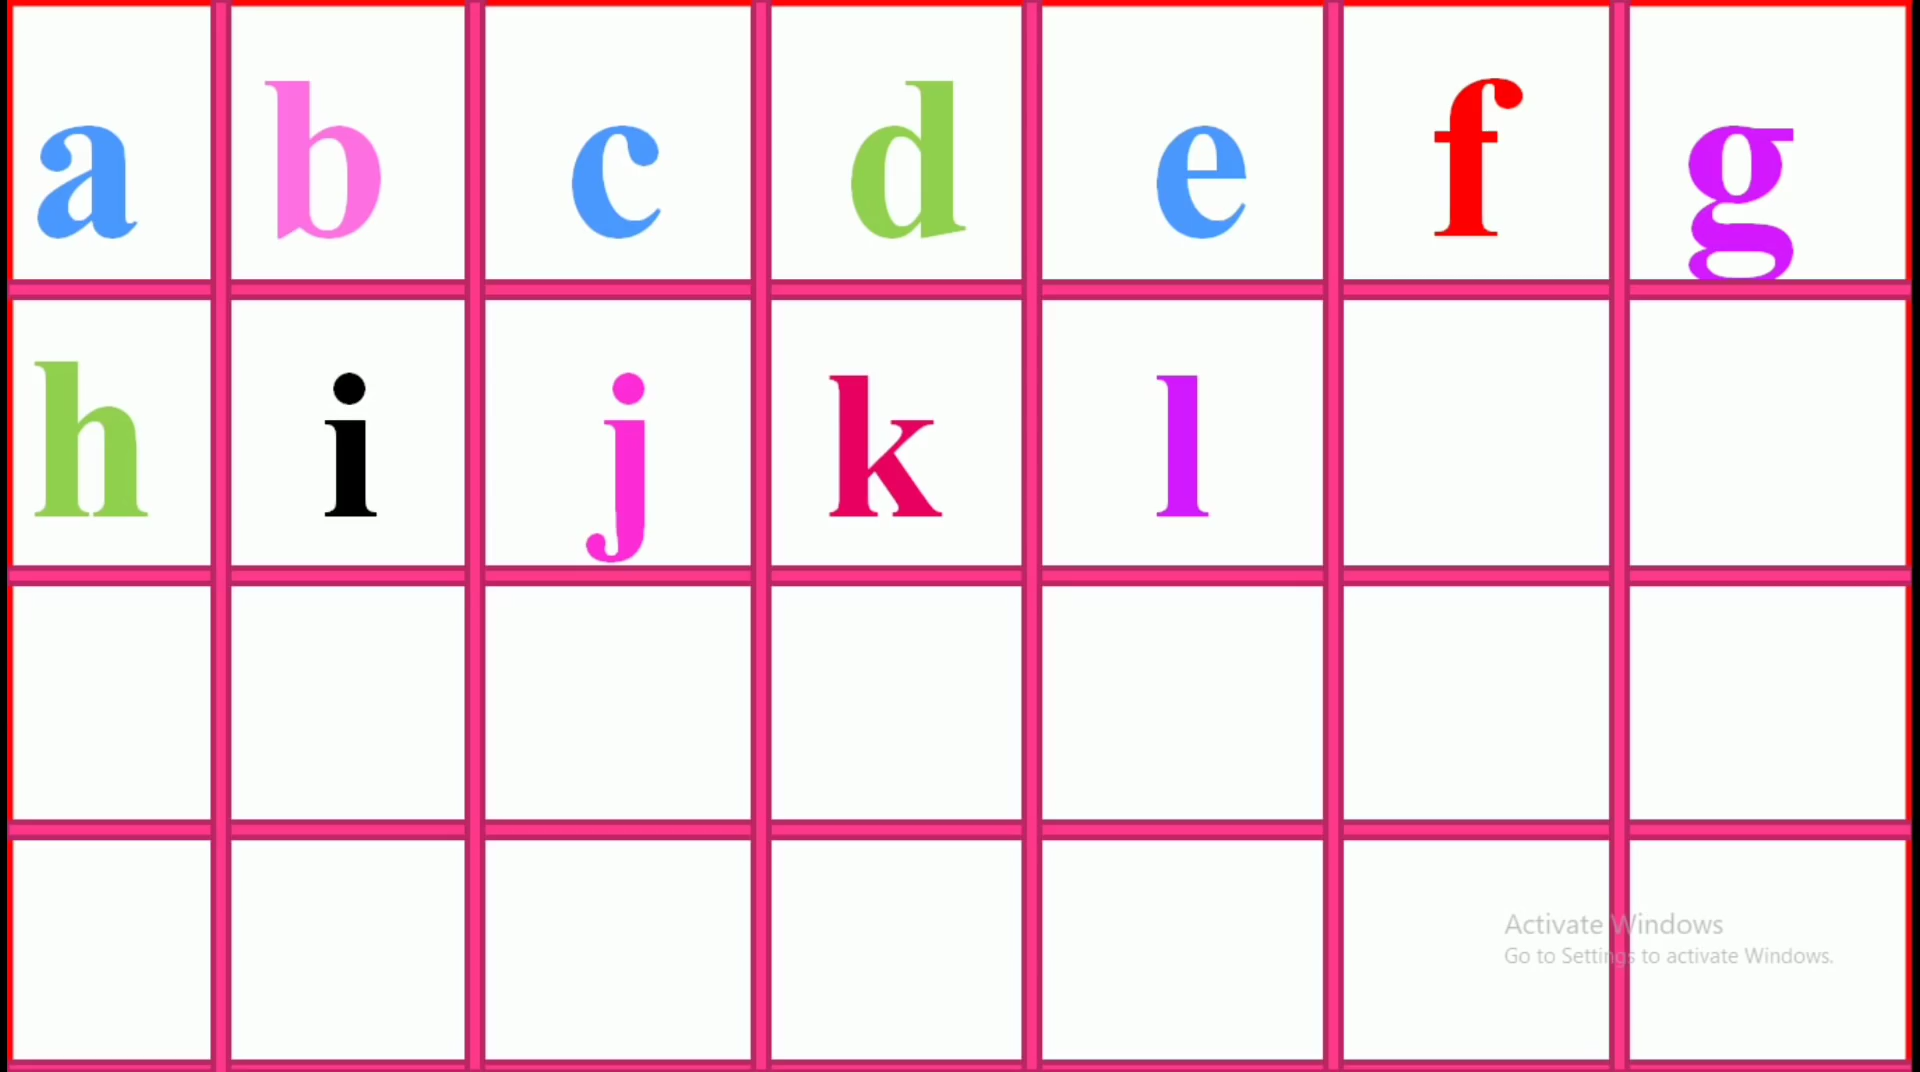 a b c d e f g
h i j k l
Activate Windows
Go to Settings to activate Windows.